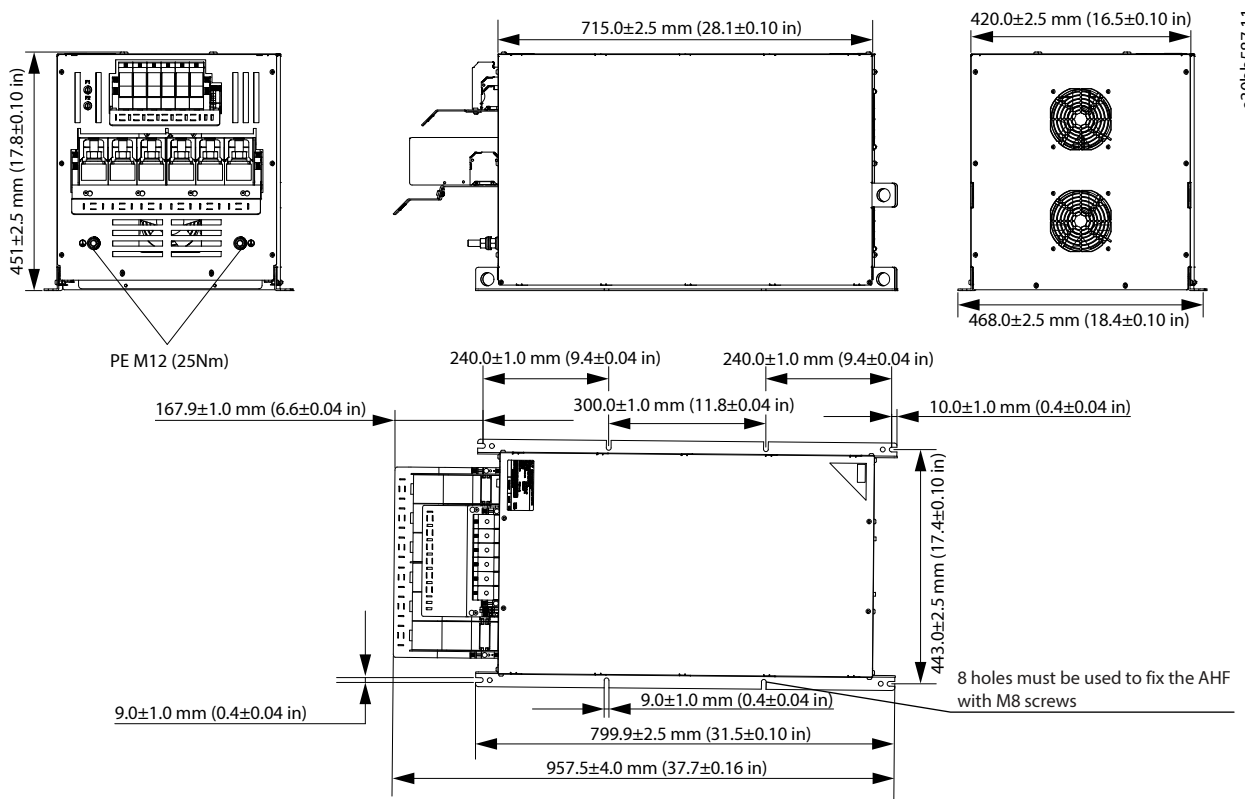 715.0±2.5 mm (28.1±0.10 in)
420.0±2.5 mm (16.5±0.10 in)
451±2.5 mm (17.8±0.10 in)
468.0±2.5 mm (18.4±0.10 in)
PE M12 (25Nm)
240.0±1.0 mm (9.4±0.04 in)
240.0±1.0 mm (9.4±0.04 in)
167.9±1.0 mm (6.6±0.04 in)
300.0±1.0 mm (11.8±0.04 in)
10.0±1.0 mm (0.4±0.04 in)
443.0±2.5 mm (17.4±0.10 in)
8 holes must be used to fix the AHF
with M8 screws
9.0±1.0 mm (0.4±0.04 in)
9.0±1.0 mm (0.4±0.04 in)
799.9±2.5 mm (31.5±0.10 in)
957.5±4.0 mm (37.7±0.16 in)